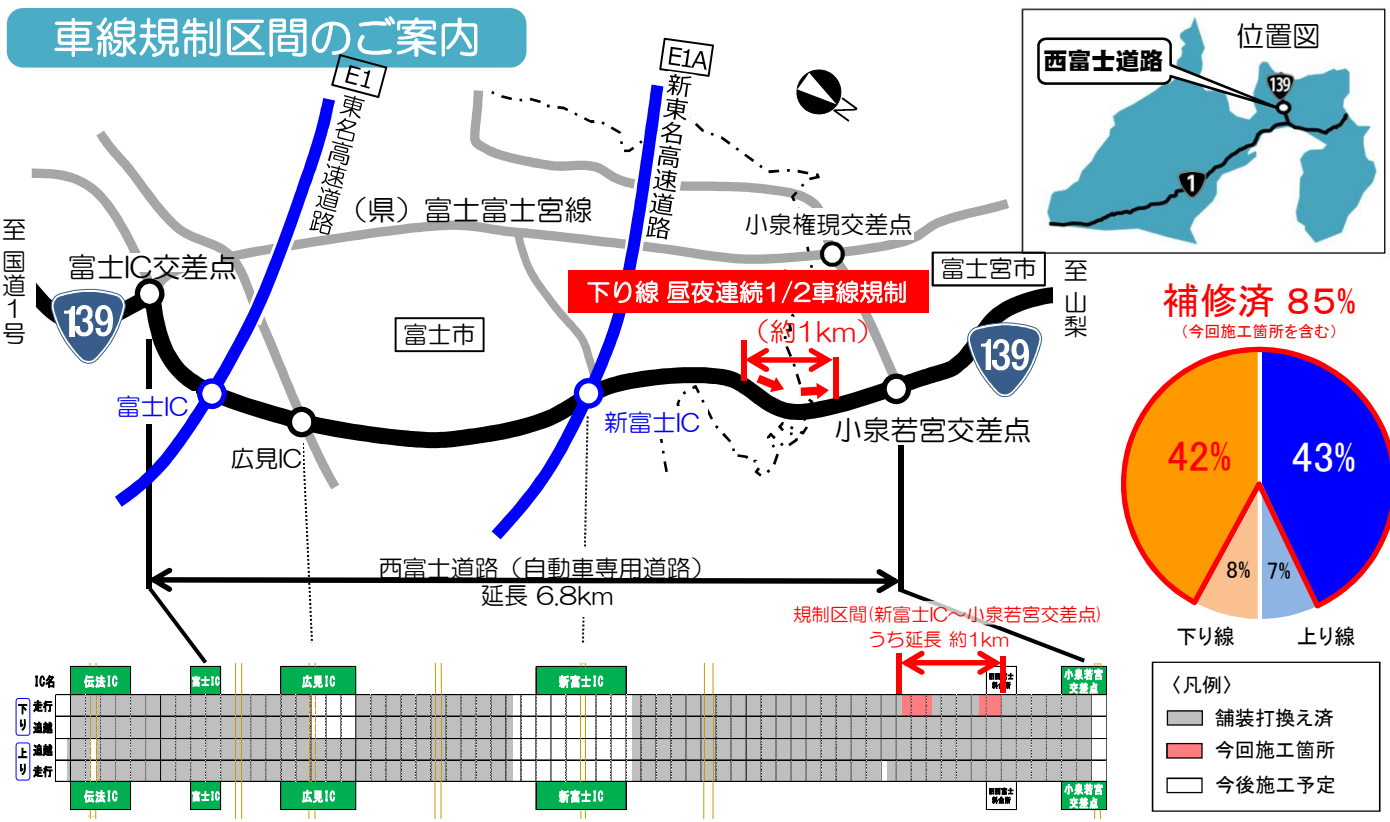 車線規制区間のご案内
E1
東名高速道路
E1A
新東名高速道路
N
位置図
西富士道路
139
1
至 国道1号
富士IC交差点
139
(県)富士富士宮線
小泉権現交差点
富士宮市
至 山梨
下り線 昼夜連続1/2車線規制
(約1km)
富士市
139
富士IC
広見IC
新富士IC
小泉若宮交差点
補修済 85%
(今回施工箇所を含む)
42%
43%
8%
7%
下り線
上り線
西富士道路(自動車専用道路)
延長 6.8km
規制区間(新富士IC~小泉若宮交差点)
うち延長 約1km
IC名
伝法IC
富士IC
広見IC
新富士IC
小泉若宮
交差点
下り
走行
追越
上り
追越
走行
伝法IC
富士IC
広見IC
新富士IC
小泉若宮
交差点
〈凡例〉
舗装打換え済
今回施工箇所
今後施工予定